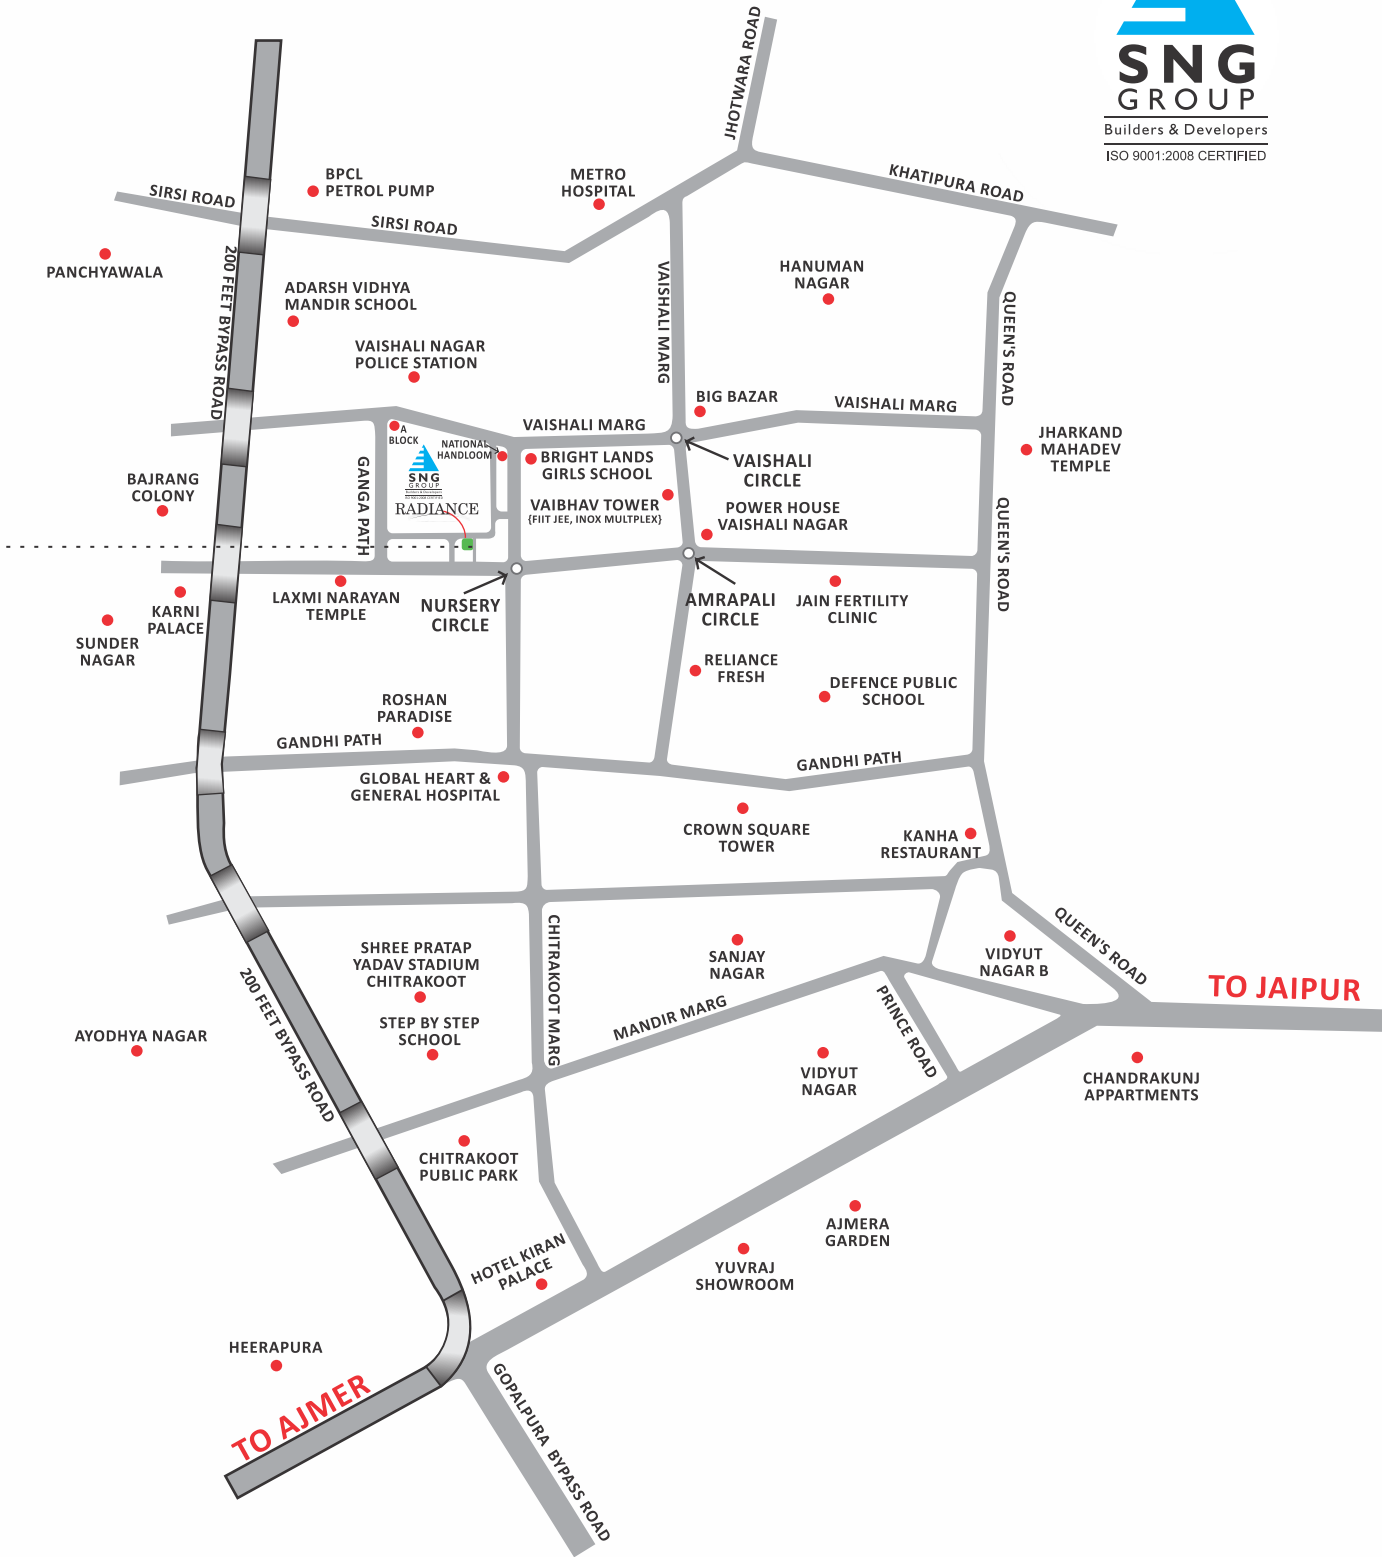 SNG
GROUP
Builders & Developers
ISO 9001:2008 CERTIFIED
JHOTWARA ROAD
KHATIPURA ROAD
BPCL
PETROL PUMP
METRO
HOSPITAL
SIRSI ROAD
SIRSI ROAD
PANCHYAWALA
200 FEET BYPASS ROAD
ADARSH VIDHYA
MANDIR SCHOOL
VAISHALI MARG
HANUMAN
NAGAR
QUEEN'S ROAD
VAISHALI NAGAR
POLICE STATION
BIG BAZAR
VAISHALI MARG
VAISHALI MARG
A
BLOCK
NATIONAL
HANDLOOM
SNG
GROUP
Builders & Developers
ISO 9001:2008 CERTIFIED
RADIANCE
GANGA PATH
BRIGHT LANDS
GIRLS SCHOOL
VAISHALI
CIRCLE
JHARKAND
MAHADEV
TEMPLE
BAJRANG
COLONY
VAIBHAV TOWER
{FIIT JEE, INOX MULTPLEX}
POWER HOUSE
VAISHALI NAGAR
QUEEN'S ROAD
KARNI
PALACE
SUNDER
NAGAR
LAXMI NARAYAN
TEMPLE
NURSERY
CIRCLE
AMRAPALI
CIRCLE
JAIN FERTILITY
CLINIC
RELIANCE
FRESH
DEFENCE PUBLIC
SCHOOL
ROSHAN
PARADISE
GANDHI PATH
GANDHI PATH
GLOBAL HEART &
GENERAL HOSPITAL
CROWN SQUARE
TOWER
KANHA
RESTAURANT
QUEEN'S ROAD
SHREE PRATAP
YADAV STADIUM
CHITRAKOOT
CHITRAKOOT MARG
SANJAY
NAGAR
VIDYUT
NAGAR B
TO JAIPUR
200 FEET BYPASS ROAD
STEP BY STEP
SCHOOL
MANDIR MARG
PRINCE ROAD
AYODHYA NAGAR
VIDYUT
NAGAR
CHANDRAKUNJ
APPARTMENTS
CHITRAKOOT
PUBLIC PARK
AJMERA
GARDEN
HOTEL KIRAN
PALACE
YUVRAJ
SHOWROOM
HEERAPURA
TO AJMER
GOPALPURA BYPASS ROAD